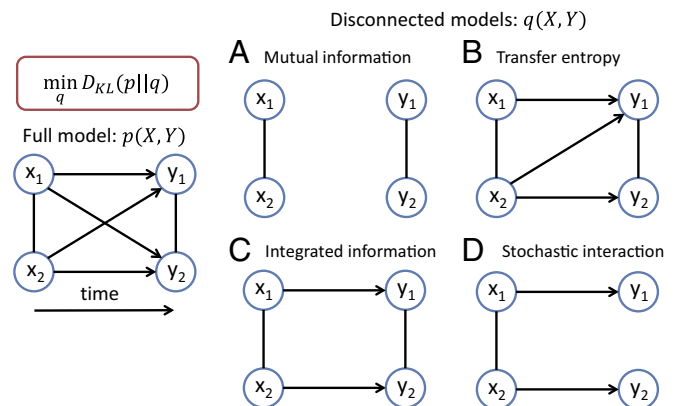 Disconnected models: q(X, Y)
min D_KL(p||q)
q
Full model: p(X, Y)
x₁
y₁
x₂
y₂
time
A Mutual information
x₁
y₁
x₂
y₂
B Transfer entropy
x₁
y₁
x₂
y₂
C Integrated information
x₁
y₁
x₂
y₂
D Stochastic interaction
x₁
y₁
x₂
y₂